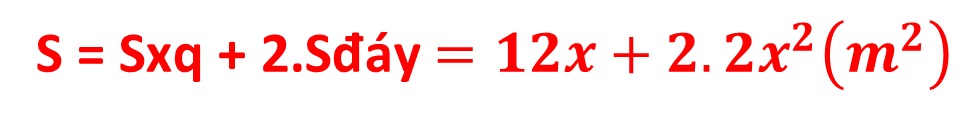 S = Sxq + 2.Sđáy = 12x + 2. 2x²(m²)